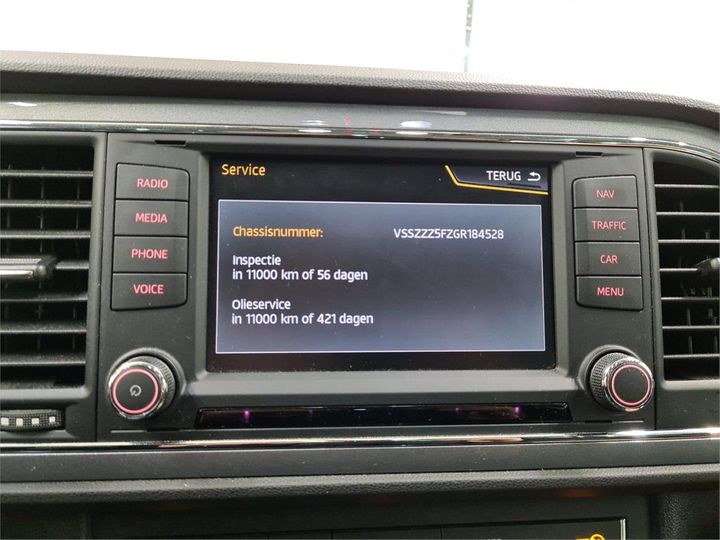 Service
TERUG
RADIO
MEDIA
PHONE
VOICE
Chassisnummer: VSSZZZ5FZGR184528
Inspectie
in 11000 km of 56 dagen
Olieservice
in 11000 km of 421 dagen
NAV
TRAFFIC
CAR
MENU